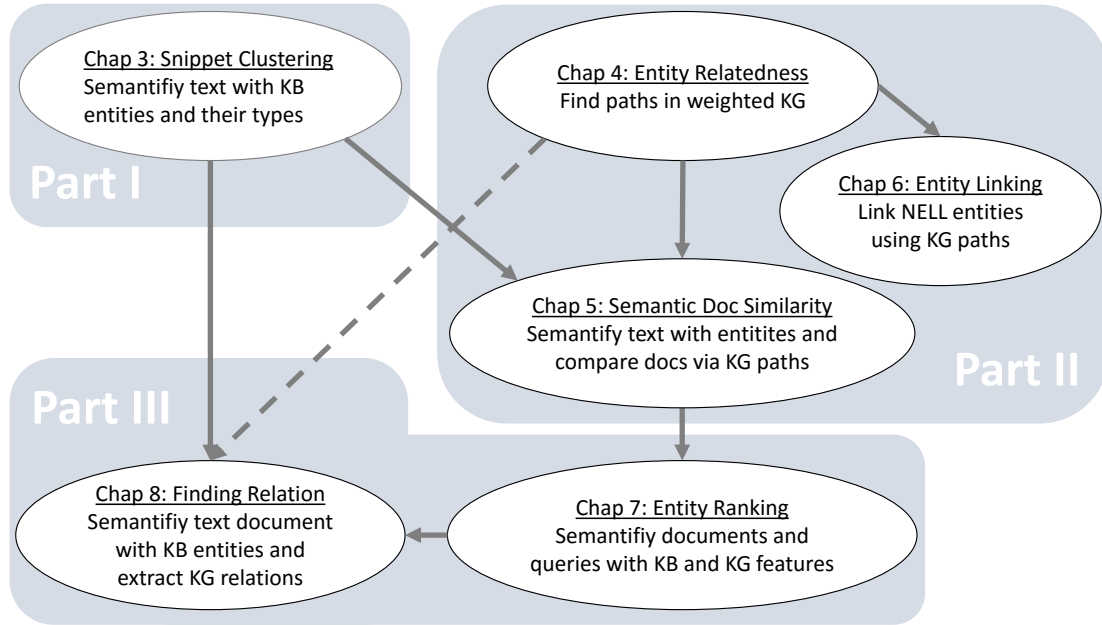 Chap 3: Snippet Clustering
Semantifiy text with KB
entities and their types
Part I
Chap 4: Entity Relatedness
Find paths in weighted KG
Chap 6: Entity Linking
Link NELL entities
using KG paths
Chap 5: Semantic Doc Similarity
Semantify text with entitites and
compare docs via KG paths
Part II
Part III
Chap 8: Finding Relation
Semantifiy text document
with KB entities and
extract KG relations
Chap 7: Entity Ranking
Semantifiy documents and
queries with KB and KG features